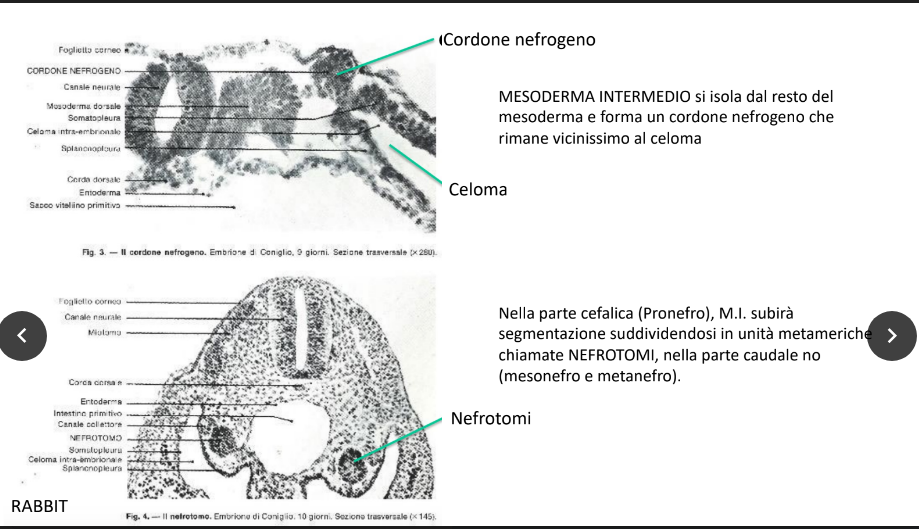 Cordone nefrogeno
Foglietto corneo
CORDONE NEFROGENO
Canale neurale
Mesoderma dorsale
Somatopleura
Celoma intra-embrionale
Splancnopleura
Corda dorsale
Entoderma
Sacco vitellino primitivo
Fig. 3. — Il cordone nefrogeno. Embrione di Coniglio, 9 giorni. Sezione trasversale (×280).
MESODERMA INTERMEDIO si isola dal resto del
mesoderma e forma un cordone nefrogeno che
rimane vicinissimo al celoma
Celoma
Foglietto corneo
Canale neurale
Miotomo
Corda dorsale
Entoderma
Intestino primitivo
Canale collettore
NEFROTOMO
Somatopleura
Celoma intra-embrionale
Splancnopleura
Fig. 4. — Il nefrotomo. Embrione di Coniglio. 10 giorni. Sezione trasversale (×145).
Nella parte cefalica (Pronefro), M.I. subirà
segmentazione suddividendosi in unità metameriche
chiamate NEFROTOMI, nella parte caudale no
(mesonefro e metanefro).
Nefrotomi
RABBIT